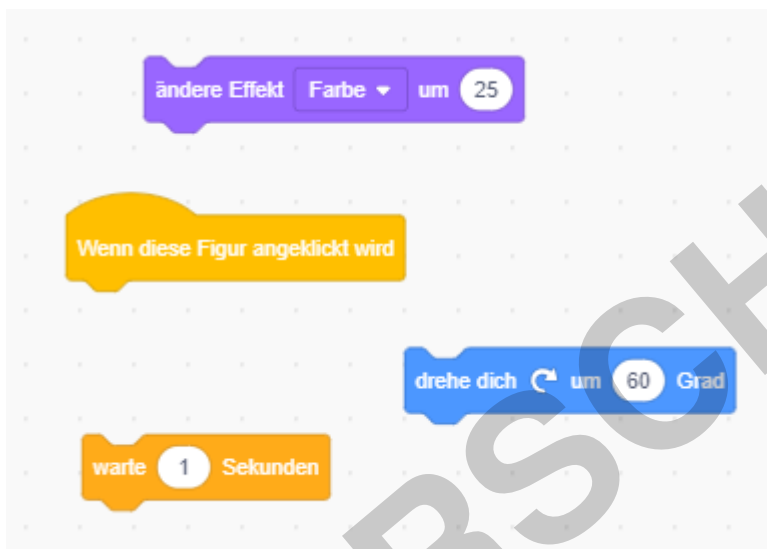 ändere Effekt Farbe um 25
Wenn diese Figur angeklickt wird
drehe dich um 60 Grad
warte 1 Sekunden